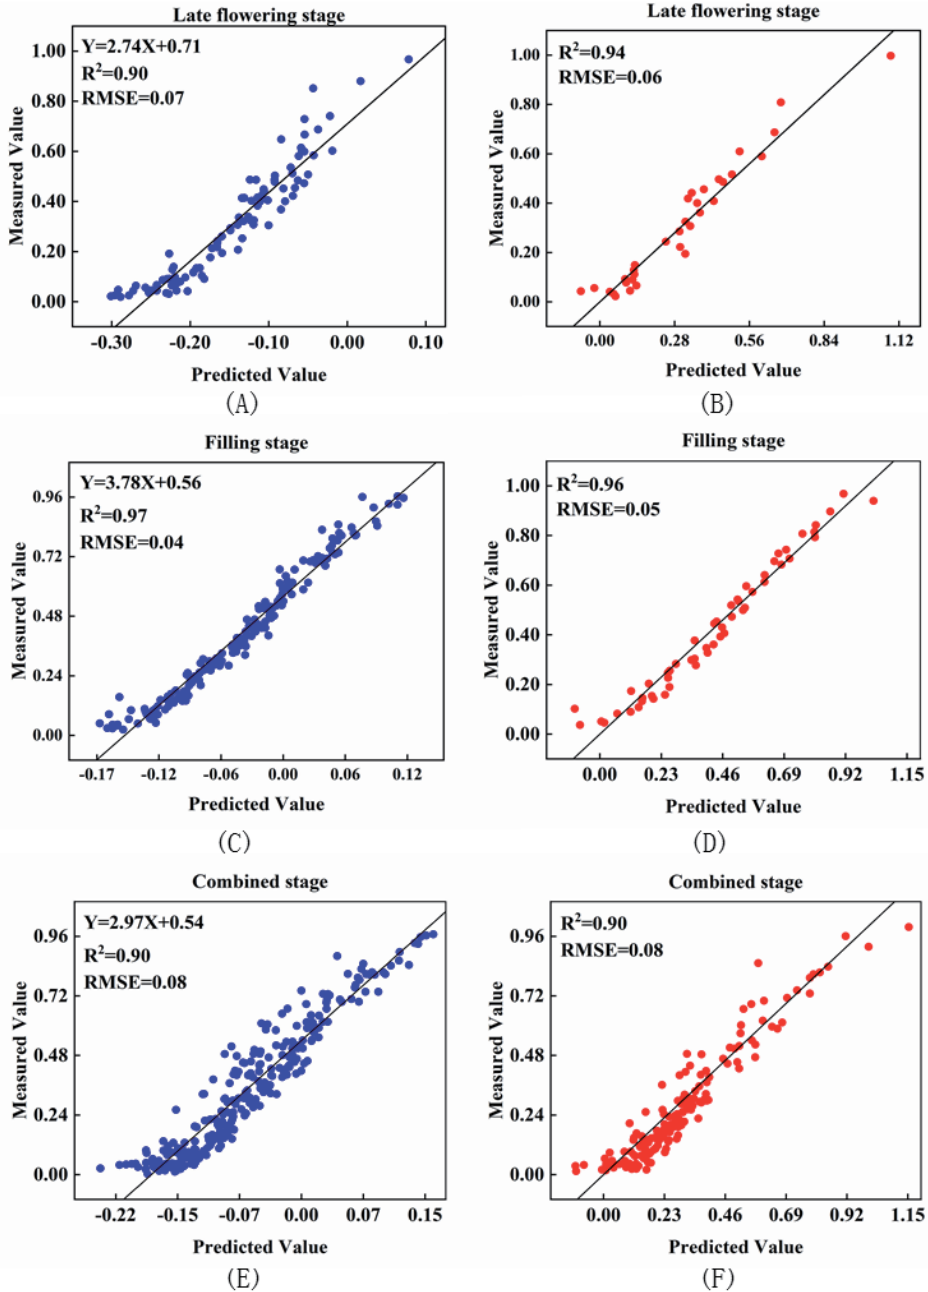 Late flowering stage
Y=2.74X+0.71
R²=0.90
RMSE=0.07
Measured Value
1.00
0.80
0.60
0.40
0.20
0.00
-0.30 -0.20 -0.10 0.00 0.10
Predicted Value
(A)
Late flowering stage
R²=0.94
RMSE=0.06
Measured Value
1.00
0.80
0.60
0.40
0.20
0.00
0.00 0.28 0.56 0.84 1.12
Predicted Value
(B)
Filling stage
Y=3.78X+0.56
R²=0.97
RMSE=0.04
Measured Value
0.96
0.72
0.48
0.24
0.00
-0.17 -0.12 -0.06 0.00 0.06 0.12
Predicted Value
(C)
Filling stage
R²=0.96
RMSE=0.05
Measured Value
1.00
0.80
0.60
0.40
0.20
0.00
0.00 0.23 0.46 0.69 0.92 1.15
Predicted Value
(D)
Combined stage
Y=2.97X+0.54
R²=0.90
RMSE=0.08
Measured Value
0.96
0.72
0.48
0.24
0.00
-0.22 -0.15 -0.07 0.00 0.07 0.15
Predicted Value
(E)
Combined stage
R²=0.90
RMSE=0.08
Measured Value
0.96
0.72
0.48
0.24
0.00
0.00 0.23 0.46 0.69 0.92 1.15
Predicted Value
(F)